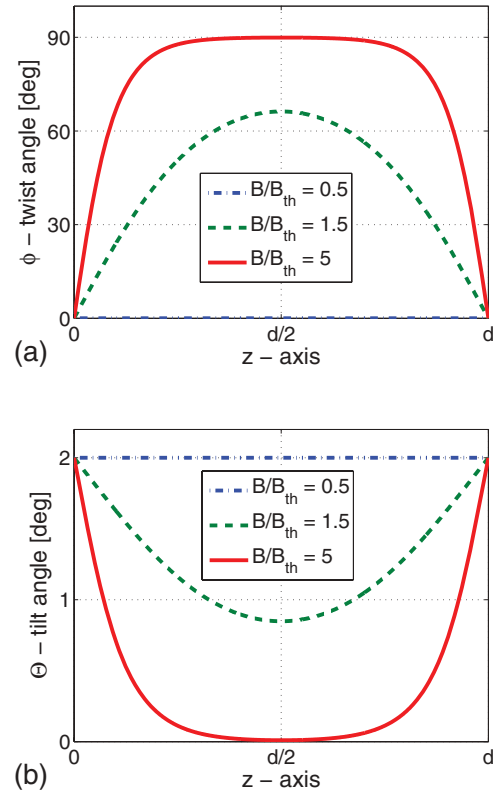 90
60
30
0
ϕ − twist angle [deg]
B/B_th = 0.5
B/B_th = 1.5
B/B_th = 5
0 d/2 d
z − axis
(a)
2
1
0
Θ − tilt angle [deg]
B/B_th = 0.5
B/B_th = 1.5
B/B_th = 5
0 d/2 d
z − axis
(b)